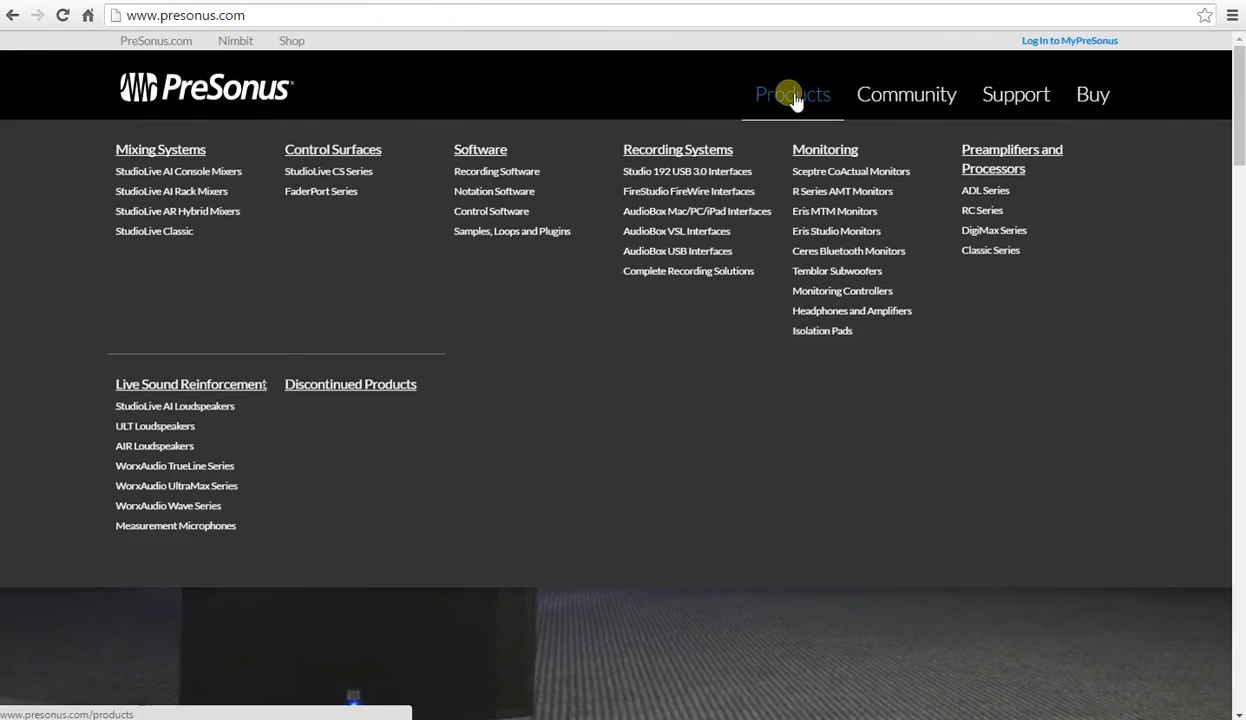 www.presonus.com
PreSonus.com Nimbit Shop Log In to MyPreSonus
PreSonus®
Products Community Support Buy
Mixing Systems
StudioLive AI Console Mixers
StudioLive AI Rack Mixers
StudioLive AR Hybrid Mixers
StudioLive Classic
Control Surfaces
StudioLive CS Series
FaderPort Series
Software
Recording Software
Notation Software
Control Software
Samples, Loops and Plugins
Recording Systems
Studio 192 USB 3.0 Interfaces
FireStudio FireWire Interfaces
AudioBox Mac/PC/iPad Interfaces
AudioBox VSL Interfaces
AudioBox USB Interfaces
Complete Recording Solutions
Monitoring
Sceptre CoActual Monitors
R Series AMT Monitors
Eris MTM Monitors
Eris Studio Monitors
Ceres Bluetooth Monitors
Temblor Subwoofers
Monitoring Controllers
Headphones and Amplifiers
Isolation Pads
Preamplifiers and
Processors
ADL Series
RC Series
DigiMax Series
Classic Series
Live Sound Reinforcement
StudioLive AI Loudspeakers
ULT Loudspeakers
AIR Loudspeakers
WorxAudio TrueLine Series
WorxAudio UltraMax Series
WorxAudio Wave Series
Measurement Microphones
Discontinued Products
www.presonus.com/products